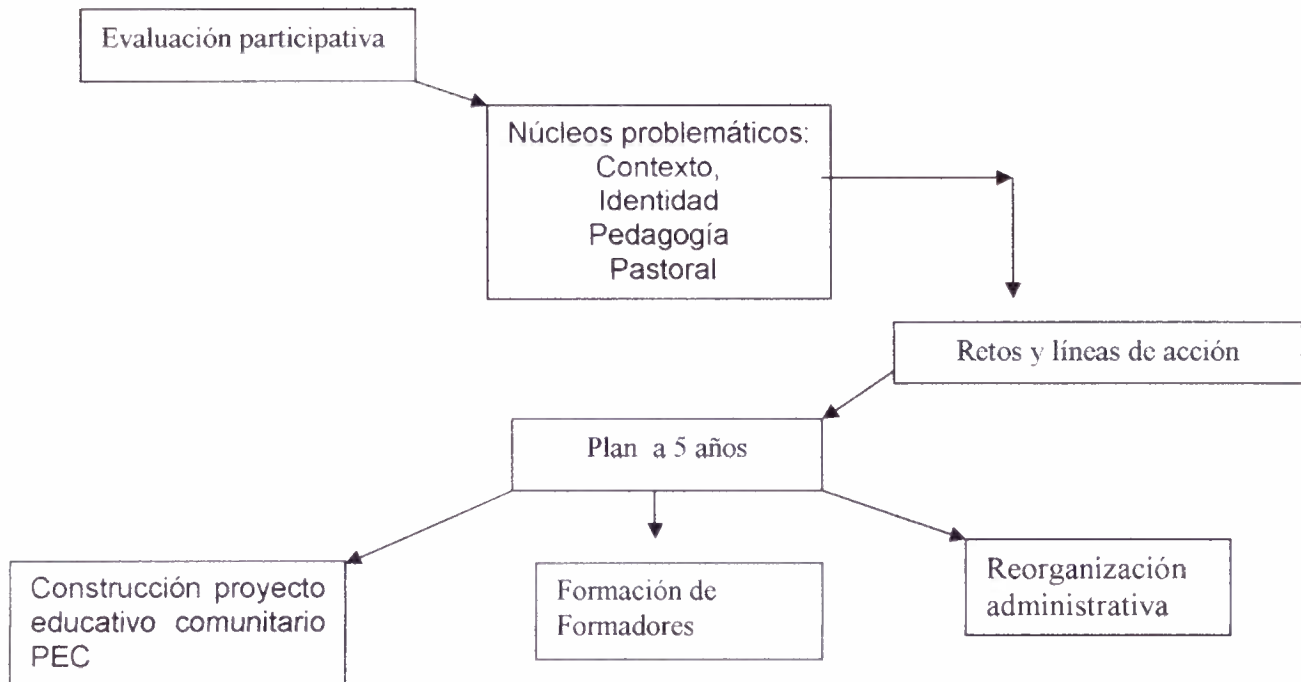 Evaluación participativa
Núcleos problemáticos:
Contexto,
Identidad
Pedagogía
Pastoral
Retos y líneas de acción
Plan a 5 años
Construcción proyecto
educativo comunitario
PEC
Formación de
Formadores
Reorganización
administrativa